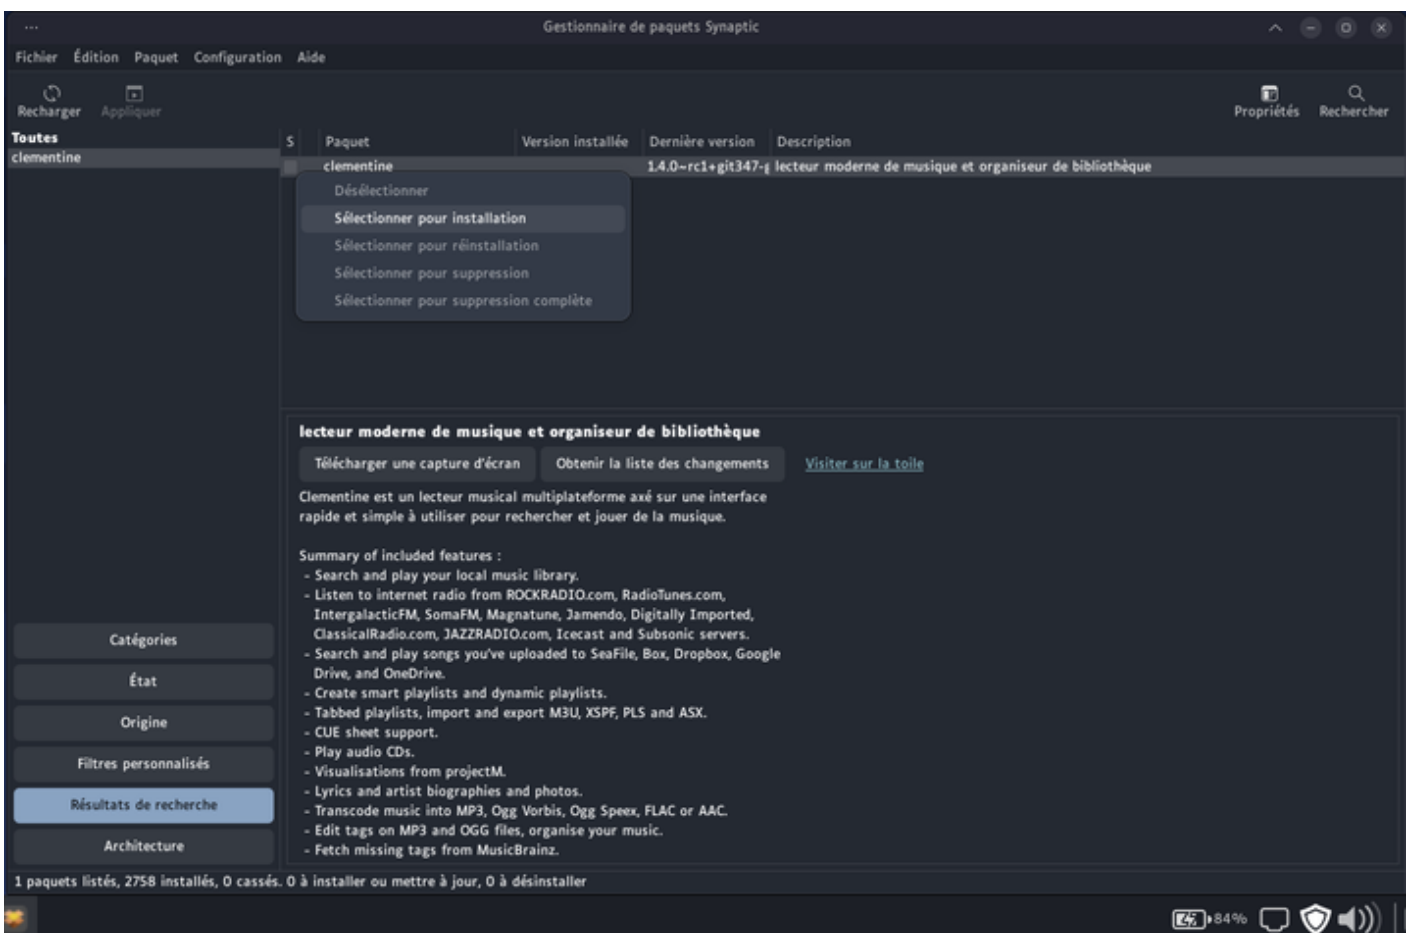 ...
Gestionnaire de paquets Synaptic
Fichier Édition Paquet Configuration Aide
Recharger Appliquer Propriétés Rechercher
Toutes
clementine
S Paquet Version installée Dernière version Description
clementine 1.4.0~rc1+git347-g lecteur moderne de musique et organiseur de bibliothèque
Désélectionner
Sélectionner pour installation
Sélectionner pour réinstallation
Sélectionner pour suppression
Sélectionner pour suppression complète
lecteur moderne de musique et organiseur de bibliothèque
Télécharger une capture d'écran Obtenir la liste des changements Visiter sur la toile
Clementine est un lecteur musical multiplateforme axé sur une interface
rapide et simple à utiliser pour rechercher et jouer de la musique.
Summary of included features :
- Search and play your local music library.
- Listen to internet radio from ROCKRADIO.com, RadioTunes.com,
IntergalacticFM, SomaFM, Magnatune, Jamendo, Digitally Imported,
ClassicalRadio.com, JAZZRADIO.com, Icecast and Subsonic servers.
- Search and play songs you've uploaded to SeaFile, Box, Dropbox, Google
Drive, and OneDrive.
- Create smart playlists and dynamic playlists.
- Tabbed playlists, import and export M3U, XSPF, PLS and ASX.
- CUE sheet support.
- Play audio CDs.
- Visualisations from projectM.
- Lyrics and artist biographies and photos.
- Transcode music into MP3, Ogg Vorbis, Ogg Speex, FLAC or AAC.
- Edit tags on MP3 and OGG files, organise your music.
- Fetch missing tags from MusicBrainz.
Catégories
État
Origine
Filtres personnalisés
Résultats de recherche
Architecture
1 paquets listés, 2758 installés, 0 cassés. 0 à installer ou mettre à jour, 0 à désinstaller
84%